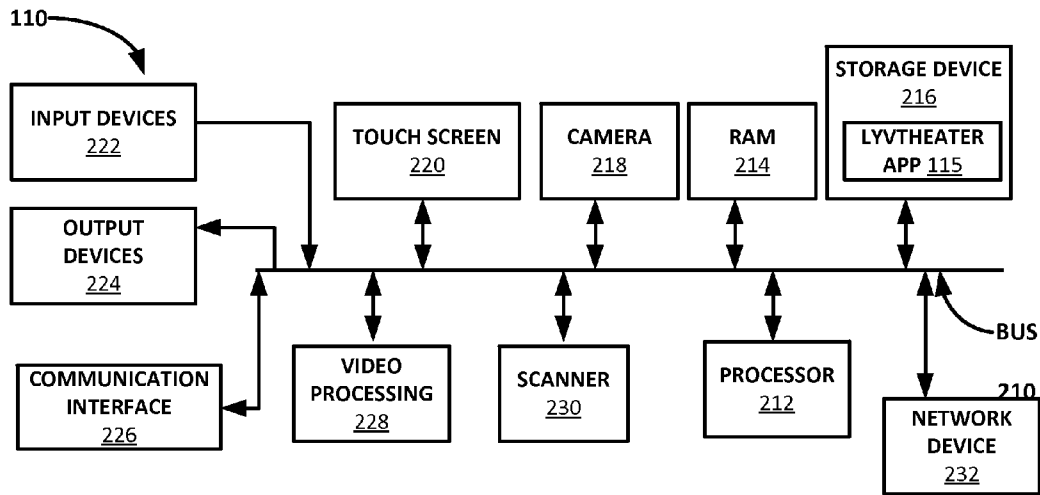 110
INPUT DEVICES
222
TOUCH SCREEN
220
CAMERA
218
RAM
214
STORAGE DEVICE
216
LYVTHEATER
APP 115
OUTPUT
DEVICES
224
BUS
210
COMMUNICATION
INTERFACE
226
VIDEO
PROCESSING
228
SCANNER
230
PROCESSOR
212
NETWORK
DEVICE
232